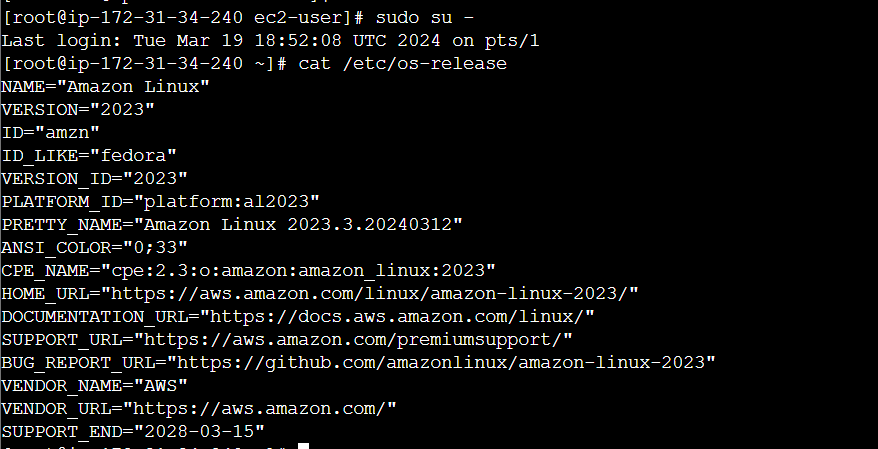 [root@ip-172-31-34-240 ec2-user]# sudo su -
Last login: Tue Mar 19 18:52:08 UTC 2024 on pts/1
[root@ip-172-31-34-240 ~]# cat /etc/os-release
NAME="Amazon Linux"
VERSION="2023"
ID="amzn"
ID_LIKE="fedora"
VERSION_ID="2023"
PLATFORM_ID="platform:al2023"
PRETTY_NAME="Amazon Linux 2023.3.20240312"
ANSI_COLOR="0;33"
CPE_NAME="cpe:2.3:o:amazon:amazon_linux:2023"
HOME_URL="https://aws.amazon.com/linux/amazon-linux-2023/"
DOCUMENTATION_URL="https://docs.aws.amazon.com/linux/"
SUPPORT_URL="https://aws.amazon.com/premiumsupport/"
BUG_REPORT_URL="https://github.com/amazonlinux/amazon-linux-2023"
VENDOR_NAME="AWS"
VENDOR_URL="https://aws.amazon.com/"
SUPPORT_END="2028-03-15"